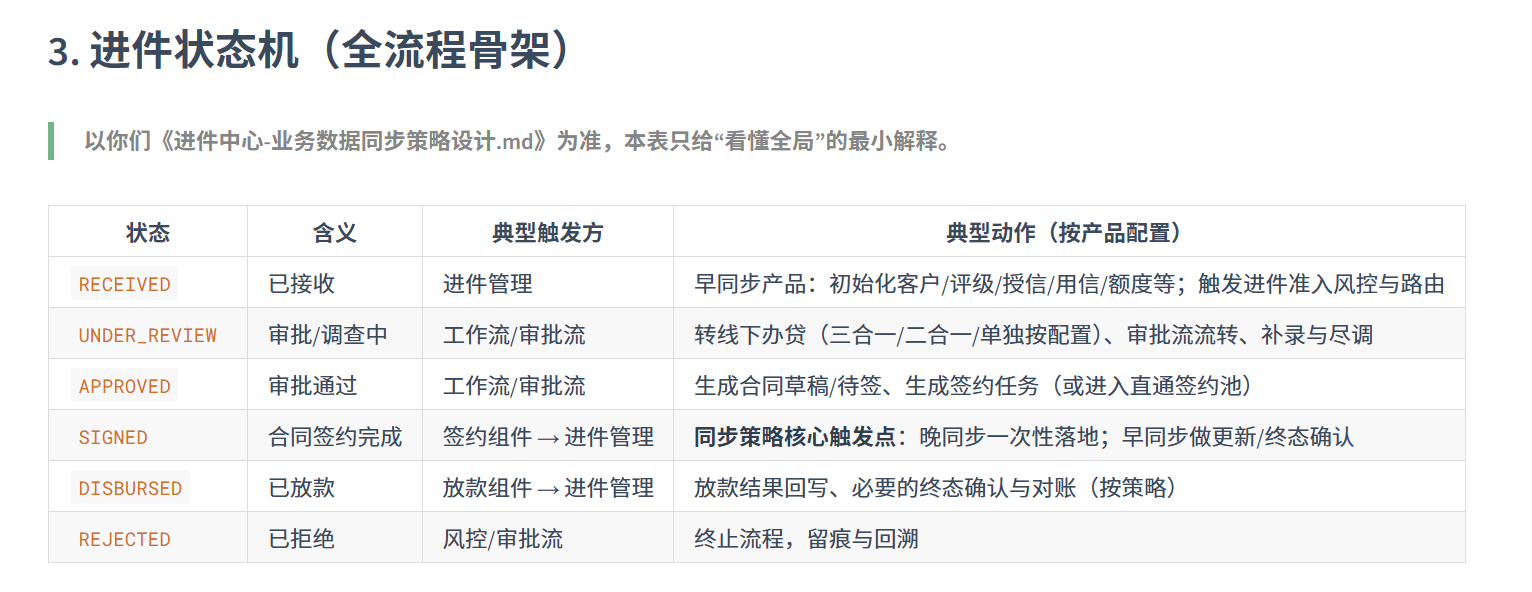 3. 进件状态机（全流程骨架）
以你们《进件中心-业务数据同步策略设计.md》为准，本表只给“看懂全局”的最小解释。
状态 含义 典型触发方 典型动作（按产品配置）
RECEIVED 已接收 进件管理 早同步产品：初始化客户/评级/授信/用信/额度等；触发进件准入风控与路由
UNDER_REVIEW 审批/调查中 工作流/审批流 转线下办贷（三合一/二合一/单独按配置）、审批流流转、补录与尽调
APPROVED 审批通过 工作流/审批流 生成合同草稿/待签、生成签约任务（或进入直通签约池）
SIGNED 合同签约完成 签约组件 → 进件管理 同步策略核心触发点：晚同步一次性落地；早同步做更新/终态确认
DISBURSED 已放款 放款组件 → 进件管理 放款结果回写、必要的终态确认与对账（按策略）
REJECTED 已拒绝 风控/审批流 终止流程，留痕与回溯